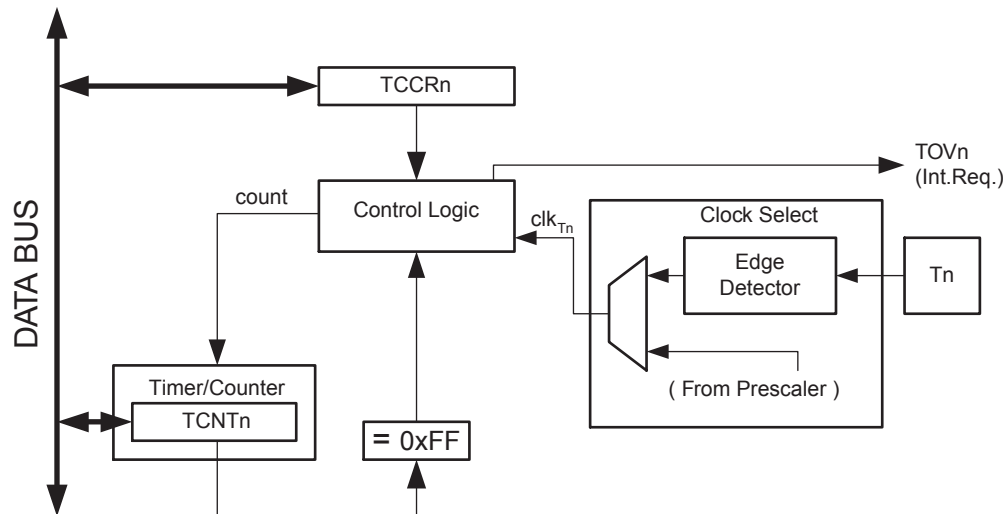 DATA BUS
TCCRn
TOVn
(Int.Req.)
count
Control Logic
clkTn
Clock Select
Edge
Detector
Tn
( From Prescaler )
Timer/Counter
TCNTn
= 0xFF